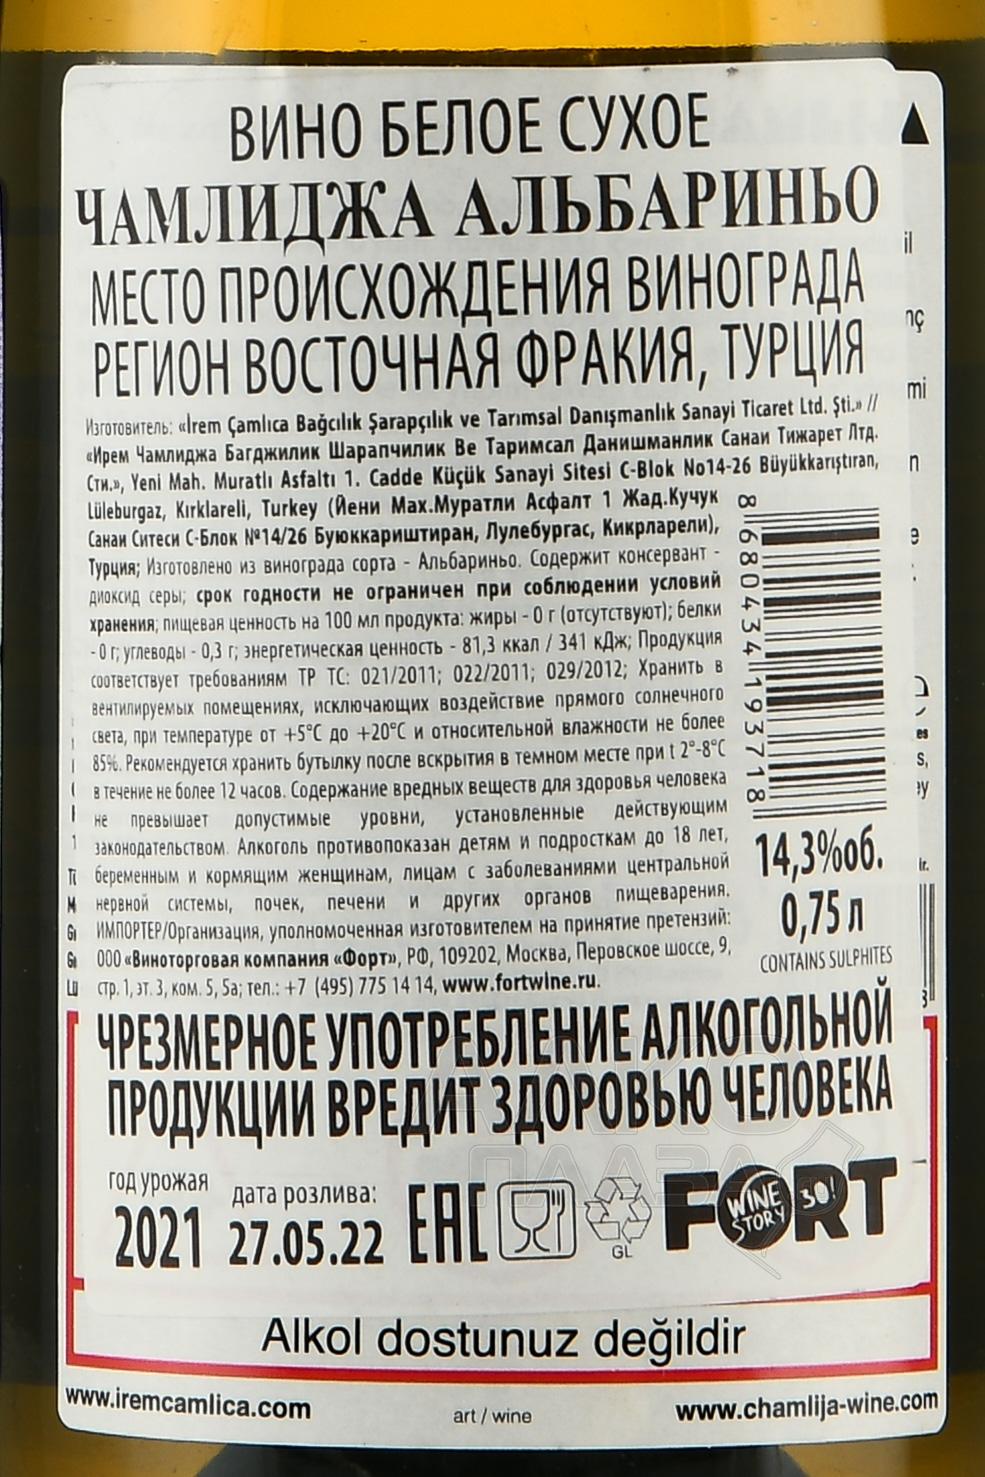 ВИНО БЕЛОЕ СУХОЕ
ЧАМЛИДЖА АЛЬБАРИНЬО
МЕСТО ПРОИСХОЖДЕНИЯ ВИНОГРАДА
РЕГИОН ВОСТОЧНАЯ ФРАКИЯ, ТУРЦИЯ
Изготовитель: «İrem Çamlıca Bağcılık Şarapçılık ve Tarımsal Danışmanlık Sanayi Ticaret Ltd. Şti.» //
«Ирем Чамлиджа Багджилик Шарапчилик Ве Таримсал Данишманлик Санаи Тижарет Лтд.
Сти.», Yeni Mah. Muratlı Asfaltı 1. Cadde Küçük Sanayi Sitesi C-Blok No14-26 Büyükkarıştıran,
Lüleburgaz, Kırklareli, Turkey (Йени Мах.Муратли Асфалт 1 Жад.Кучук
Санаи Ситеси С-Блок №14/26 Буюккариштиран, Лулебургас, Кикрларели),
Турция; Изготовлено из винограда сорта - Альбариньо. Содержит консервант -
диоксид серы; срок годности не ограничен при соблюдении условий
хранения; пищевая ценность на 100 мл продукта: жиры - 0 г (отсутствуют); белки
- 0 г; углеводы - 0,3 г; энергетическая ценность - 81,3 ккал / 341 кДж; Продукция
соответствует требованиям ТР ТС: 021/2011; 022/2011; 029/2012; Хранить в
вентилируемых помещениях, исключающих воздействие прямого солнечного
света, при температуре от +5°С до +20°С и относительной влажности не более
85%. Рекомендуется хранить бутылку после вскрытия в темном месте при t 2°-8°С
в течение не более 12 часов. Содержание вредных веществ для здоровья человека
не превышает допустимые уровни, установленные действующим
законодательством. Алкоголь противопоказан детям и подросткам до 18 лет,
беременным и кормящим женщинам, лицам с заболеваниями центральной
нервной системы, почек, печени и других органов пищеварения.
ИМПОРТЕР/Организация, уполномоченная изготовителем на принятие претензий:
ООО «Виноторговая компания «Форт», РФ, 109202, Москва, Перовское шоссе, 9,
стр. 1, эт. 3, ком. 5, 5а; тел.: +7 (495) 775 14 14, www.fortwine.ru.
8 680434 193718
14,3%об.
0,75 л
CONTAINS SULPHITES
ЧРЕЗМЕРНОЕ УПОТРЕБЛЕНИЕ АЛКОГОЛЬНОЙ
ПРОДУКЦИИ ВРЕДИТ ЗДОРОВЬЮ ЧЕЛОВЕКА
год урожая
2021
дата розлива:
27.05.22
EAC
GL
FORT
WINE STORY
30!
Alkol dostunuz değildir
www.iremcamlica.com
art / wine
www.chamlija-wine.com